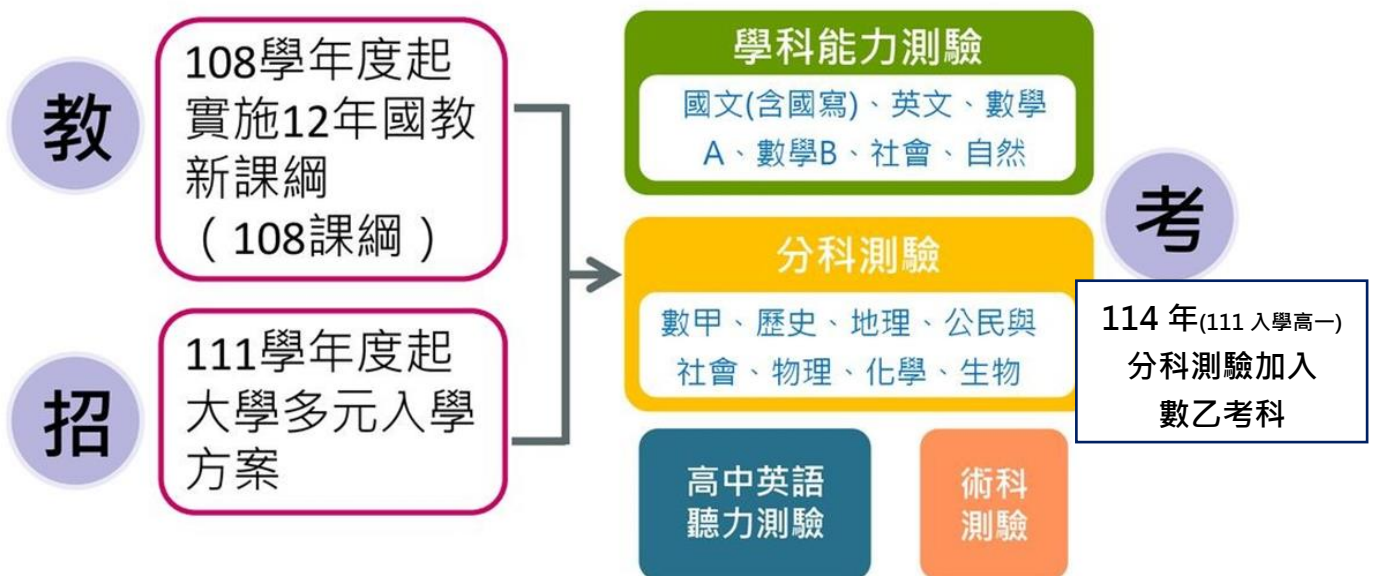 教
108學年度起
實施12年國教
新課綱
（108課綱）
招
111學年度起
大學多元入學
方案
學科能力測驗
國文(含國寫)、英文、數學
A、數學B、社會、自然
分科測驗
數甲、歷史、地理、公民與
社會、物理、化學、生物
高中英語
聽力測驗
術科
測驗
考
114 年(111 入學高一)
分科測驗加入
數乙考科